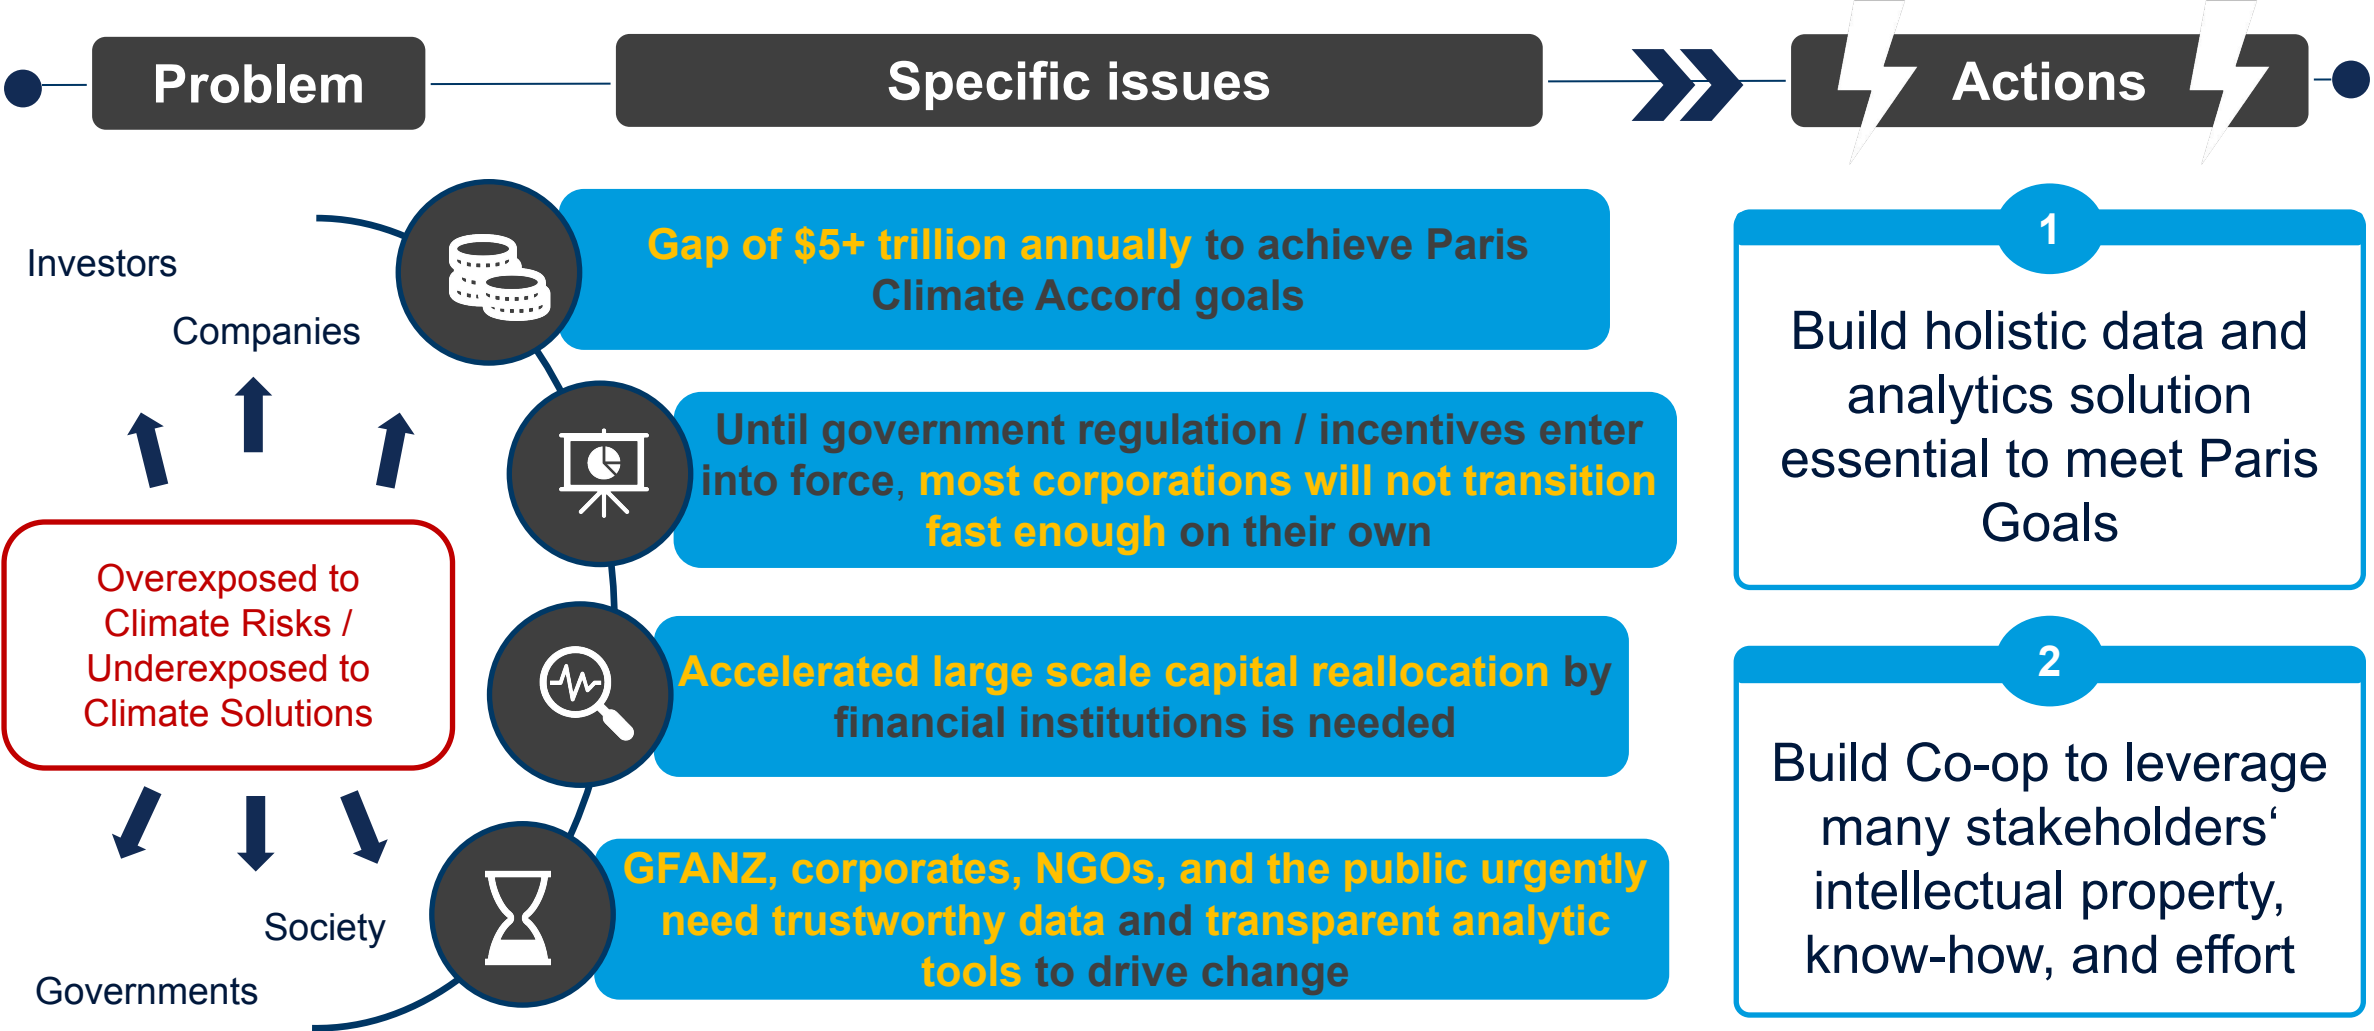 Problem
Specific issues
Actions
Investors
Companies
Overexposed to
Climate Risks /
Underexposed to
Climate Solutions
Society
Governments
Gap of $5+ trillion annually to achieve Paris
Climate Accord goals
Until government regulation / incentives enter
into force, most corporations will not transition
fast enough on their own
Accelerated large scale capital reallocation by
financial institutions is needed
GFANZ, corporates, NGOs, and the public urgently
need trustworthy data and transparent analytic
tools to drive change
1
Build holistic data and
analytics solution
essential to meet Paris
Goals
2
Build Co-op to leverage
many stakeholders‘
intellectual property,
know-how, and effort